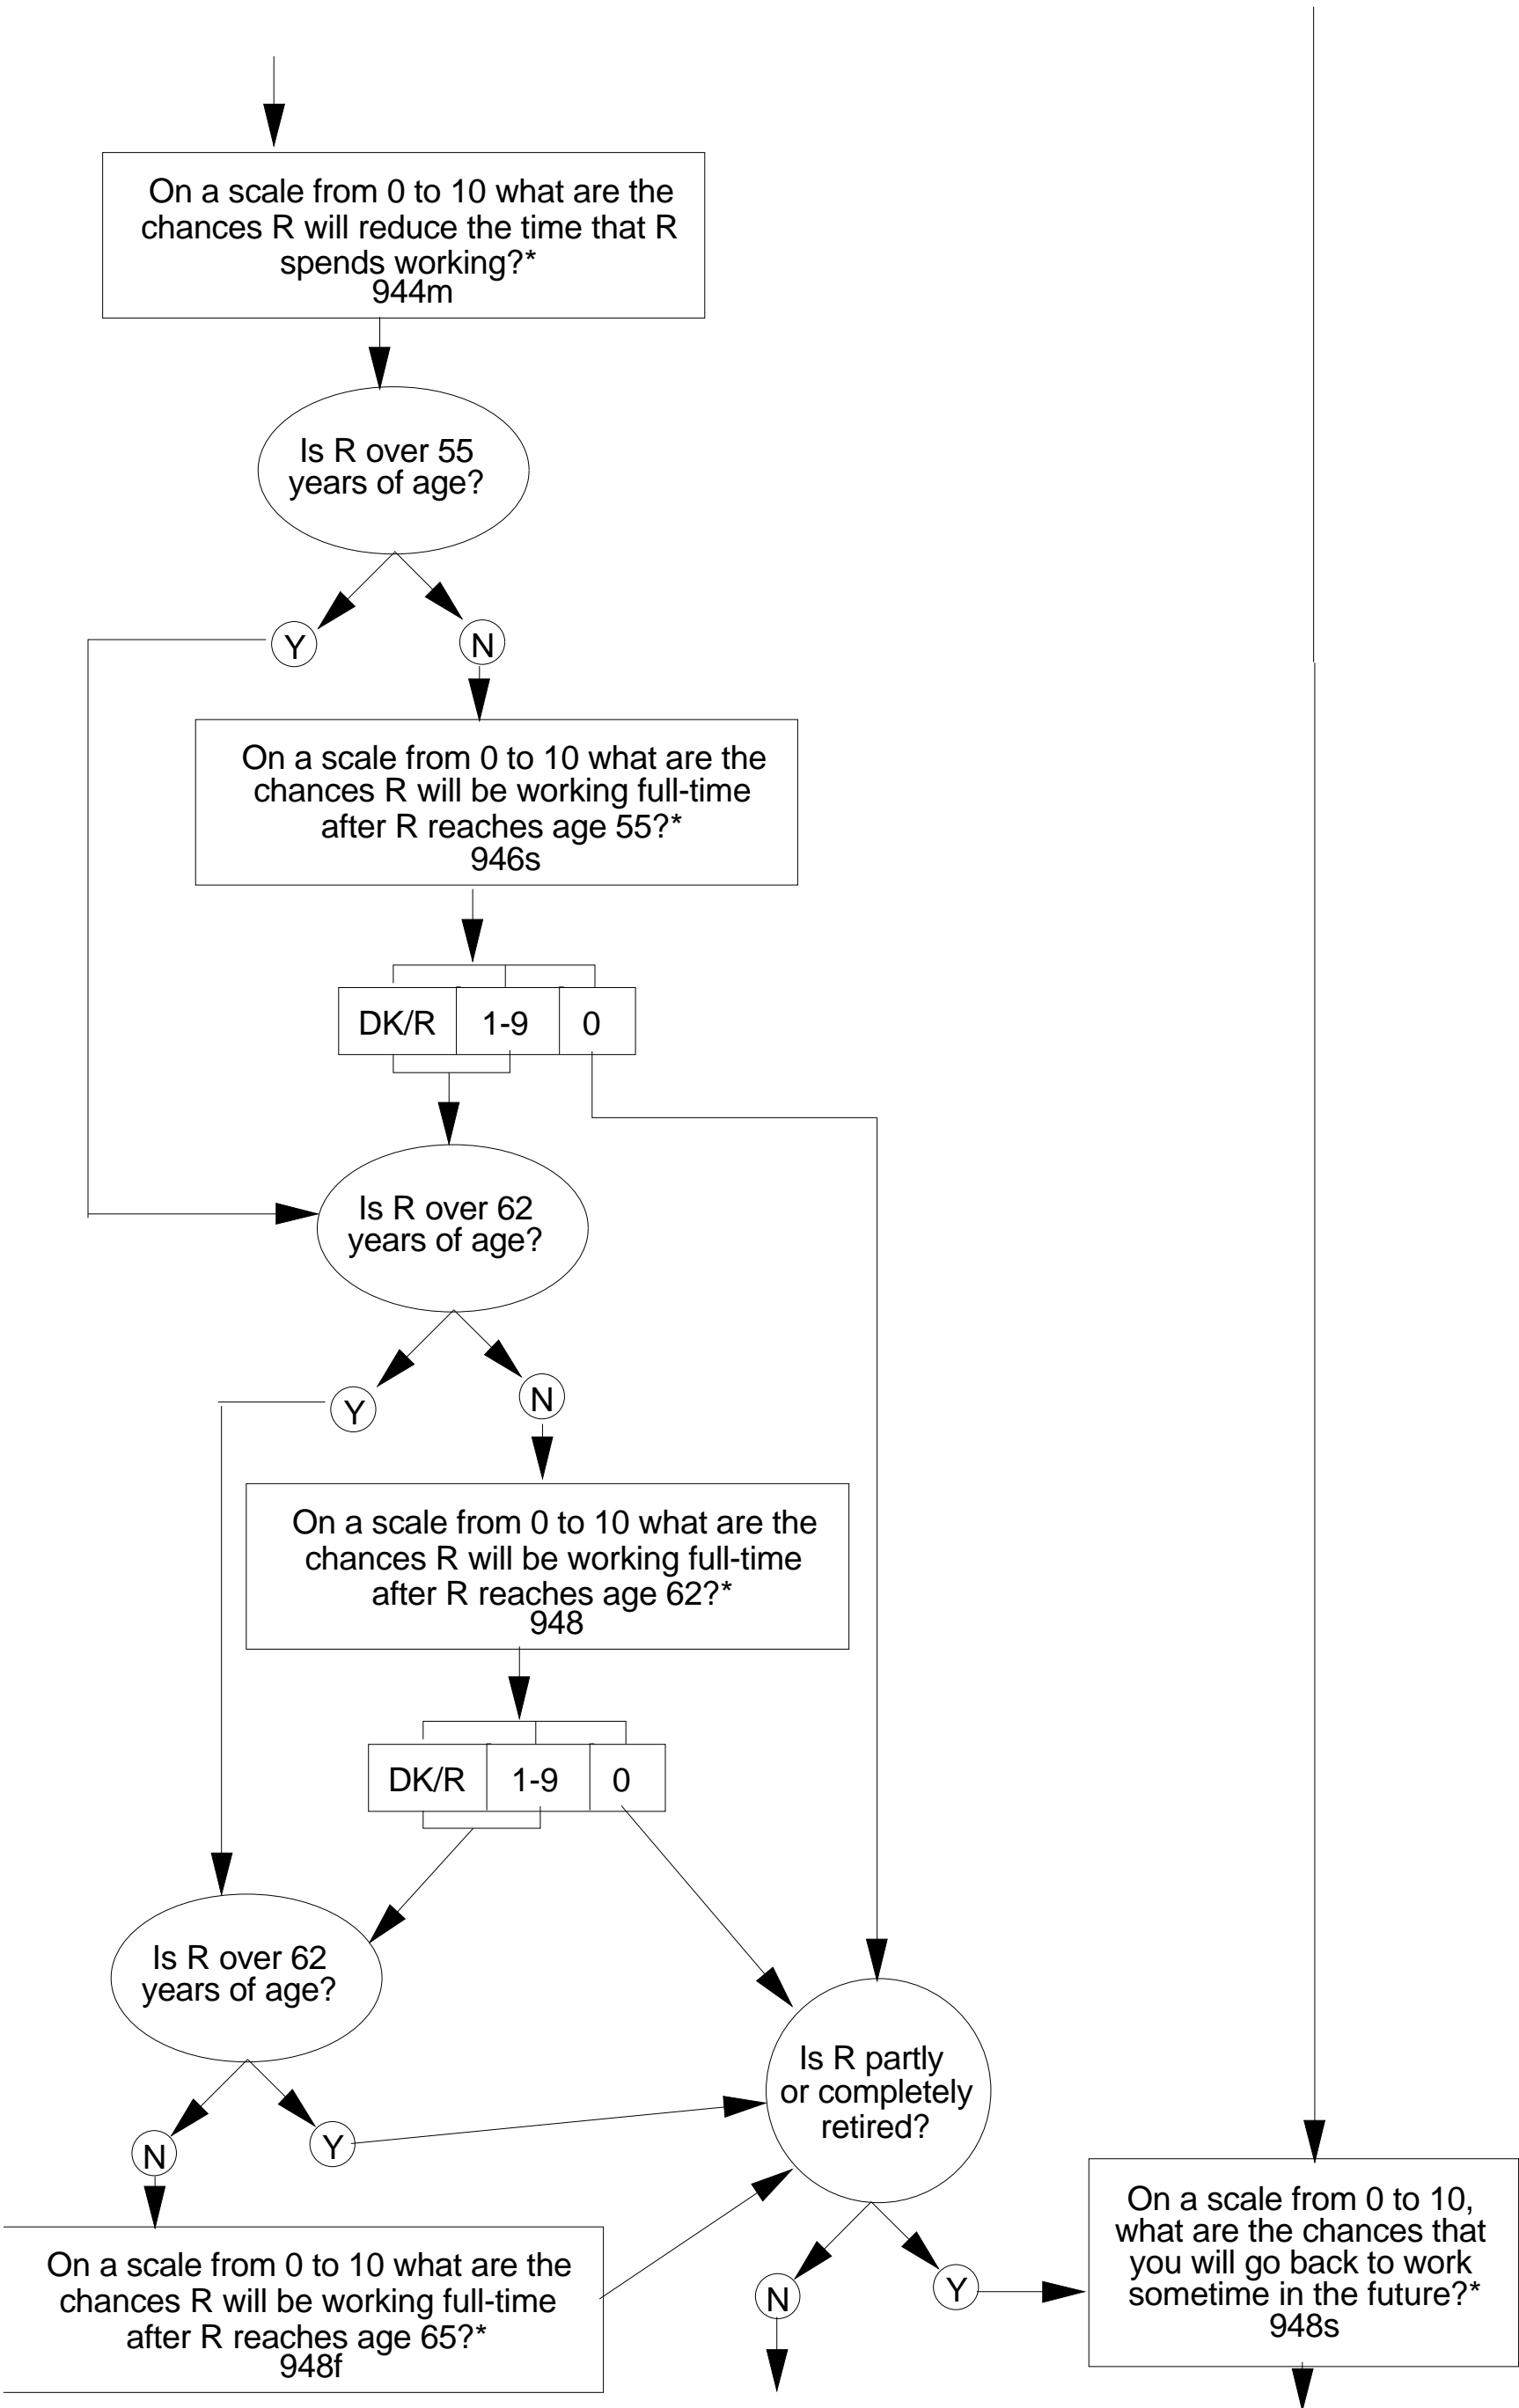 On a scale from 0 to 10 what are the
chances R will reduce the time that R
spends working?*
944m
Is R over 55
years of age?
Y
N
On a scale from 0 to 10 what are the
chances R will be working full-time
after R reaches age 55?*
946s
DK/R 1-9 0
Is R over 62
years of age?
Y
N
On a scale from 0 to 10 what are the
chances R will be working full-time
after R reaches age 62?*
948
DK/R 1-9 0
Is R over 62
years of age?
N
Y
On a scale from 0 to 10 what are the
chances R will be working full-time
after R reaches age 65?*
948f
Is R partly
or completely
retired?
N
Y
On a scale from 0 to 10,
what are the chances that
you will go back to work
sometime in the future?*
948s